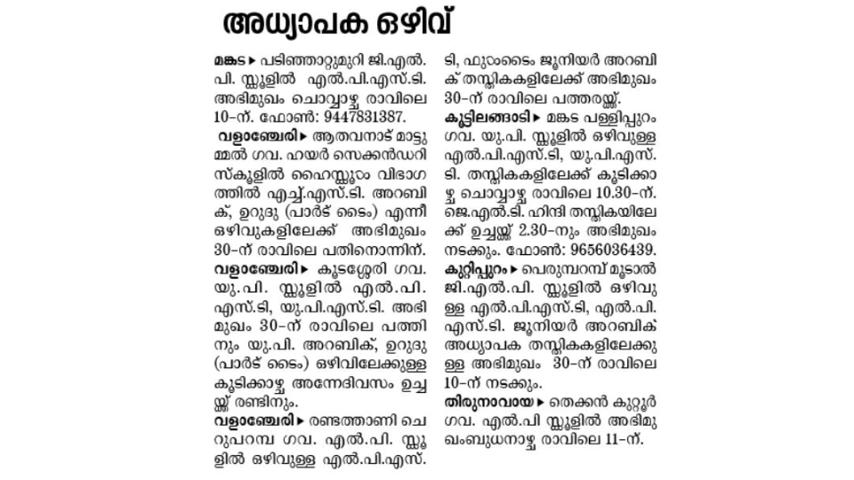 അധ്യാപക ഒഴിവ്
മങ്കട▸ പടിഞ്ഞാറ്റുമുറി ജി.എൽ.
പി. സ്കൂളിൽ എൽ.പി.എസ്.ടി.
അഭിമുഖം ചൊവ്വാഴ്ച രാവിലെ
10-ന്. ഫോൺ: 9447831387.
വളാഞ്ചേരി▸ ആതവനാട് മാട്ടു
മ്മൽ ഗവ. ഹയർ സെക്കൻഡറി
സ്കൂളിൽ ഹൈസ്കൂൾ വിഭാഗ
ത്തിൽ എച്ച്.എസ്.ടി. അറബി
ക്, ഉറുദു (പാർട് ടൈം) എന്നീ
ഒഴിവുകളിലേക്ക് അഭിമുഖം
30-ന് രാവിലെ പതിനൊന്നിന്.
വളാഞ്ചേരി▸ കൂടശ്ശേരി ഗവ.
യു.പി. സ്കൂളിൽ എൽ.പി.
എസ്.ടി, യു.പി.എസ്.ടി. അഭി
മുഖം 30-ന് രാവിലെ പത്തി
നും യു.പി. അറബിക്, ഉറുദു
(പാർട് ടൈം) ഒഴിവിലേക്കുള്ള
കൂടിക്കാഴ്ച അന്നേദിവസം ഉച്ച
യ്ക്ക് രണ്ടിനും.
വളാഞ്ചേരി▸ രണ്ടത്താണി ചെ
റുപറമ്പ ഗവ. എൽ.പി. സ്കൂ
ളിൽ ഒഴിവുള്ള എൽ.പി.എസ്.
ടി, ഫുൾടൈം ജൂനിയർ അറബി
ക് തസ്തികകളിലേക്ക് അഭിമുഖം
30-ന് രാവിലെ പത്തരയ്ക്ക്.
കൂട്ടിലങ്ങാടി▸ മങ്കട പള്ളിപ്പുറം
ഗവ. യു.പി. സ്കൂളിൽ ഒഴിവുള്ള
എൽ.പി.എസ്.ടി, യു.പി.എസ്.
ടി. തസ്തികകളിലേക്ക് കൂടിക്കാ
ഴ്ച ചൊവ്വാഴ്ച രാവിലെ 10.30-ന്.
ജെ.എൽ.ടി. ഹിന്ദി തസ്തികയിലേ
ക്ക് ഉച്ചയ്ക്ക് 2.30-നും അഭിമുഖം
നടക്കും. ഫോൺ: 9656036439.
കുറ്റിപ്പുറം▸ പെരുമ്പറമ്പ് മൂടാൽ
ജി.എൽ.പി. സ്കൂളിൽ ഒഴിവു
ള്ള എൽ.പി.എസ്.ടി, എൽ.പി.
എസ്.ടി. ജൂനിയർ അറബിക്
അധ്യാപക തസ്തികകളിലേക്കു
ള്ള അഭിമുഖം 30-ന് രാവിലെ
10-ന് നടക്കും.
തിരുനാവായ▸ തെക്കൻ കുറ്റൂർ
ഗവ. എൽ.പി സ്കൂളിൽ അഭിമു
ഖംബുധനാഴ്ച രാവിലെ 11-ന്.